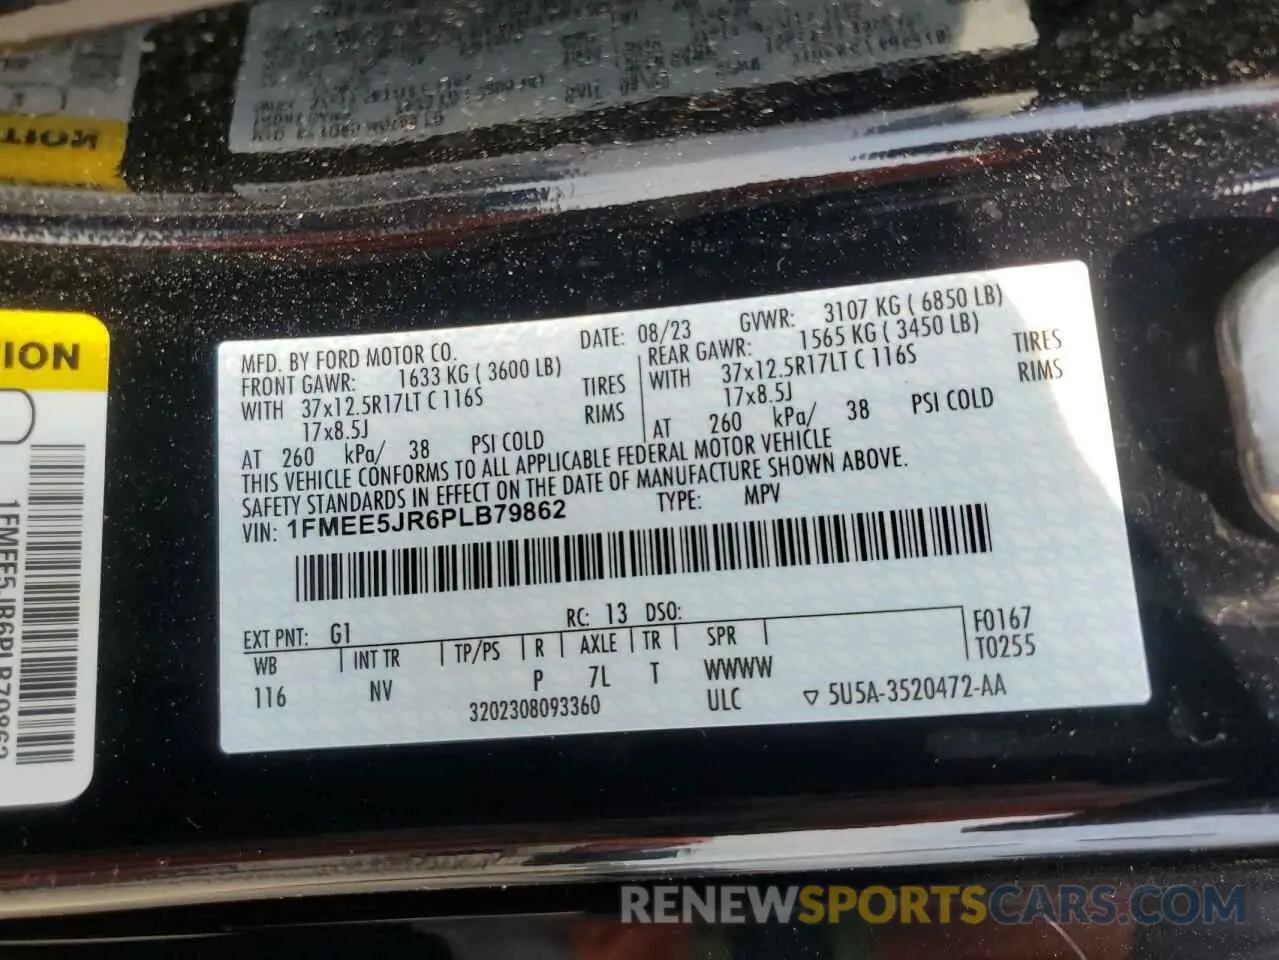 MFD. BY FORD MOTOR CO. DATE: 08/23 GVWR: 3107 KG ( 6850 LB)
FRONT GAWR: 1633 KG ( 3600 LB) REAR GAWR: 1565 KG ( 3450 LB)
WITH 37x12.5R17LT C 116S TIRES WITH 37x12.5R17LT C 116S TIRES
17x8.5J RIMS 17x8.5J RIMS
AT 260 kPa/ 38 PSI COLD AT 260 kPa/ 38 PSI COLD
THIS VEHICLE CONFORMS TO ALL APPLICABLE FEDERAL MOTOR VEHICLE
SAFETY STANDARDS IN EFFECT ON THE DATE OF MANUFACTURE SHOWN ABOVE.
VIN: 1FMEE5JR6PLB79862 TYPE: MPV
EXT PNT: G1 RC: 13 DSO:
WB INT TR TP/PS R AXLE TR SPR F0167
116 NV P 7L T WWWW T0255
3202308093360 ULC ▽ 5U5A-3520472-AA
TION
1FMEE5JR6PLB79862
RENEWSPORTSCARS.COM